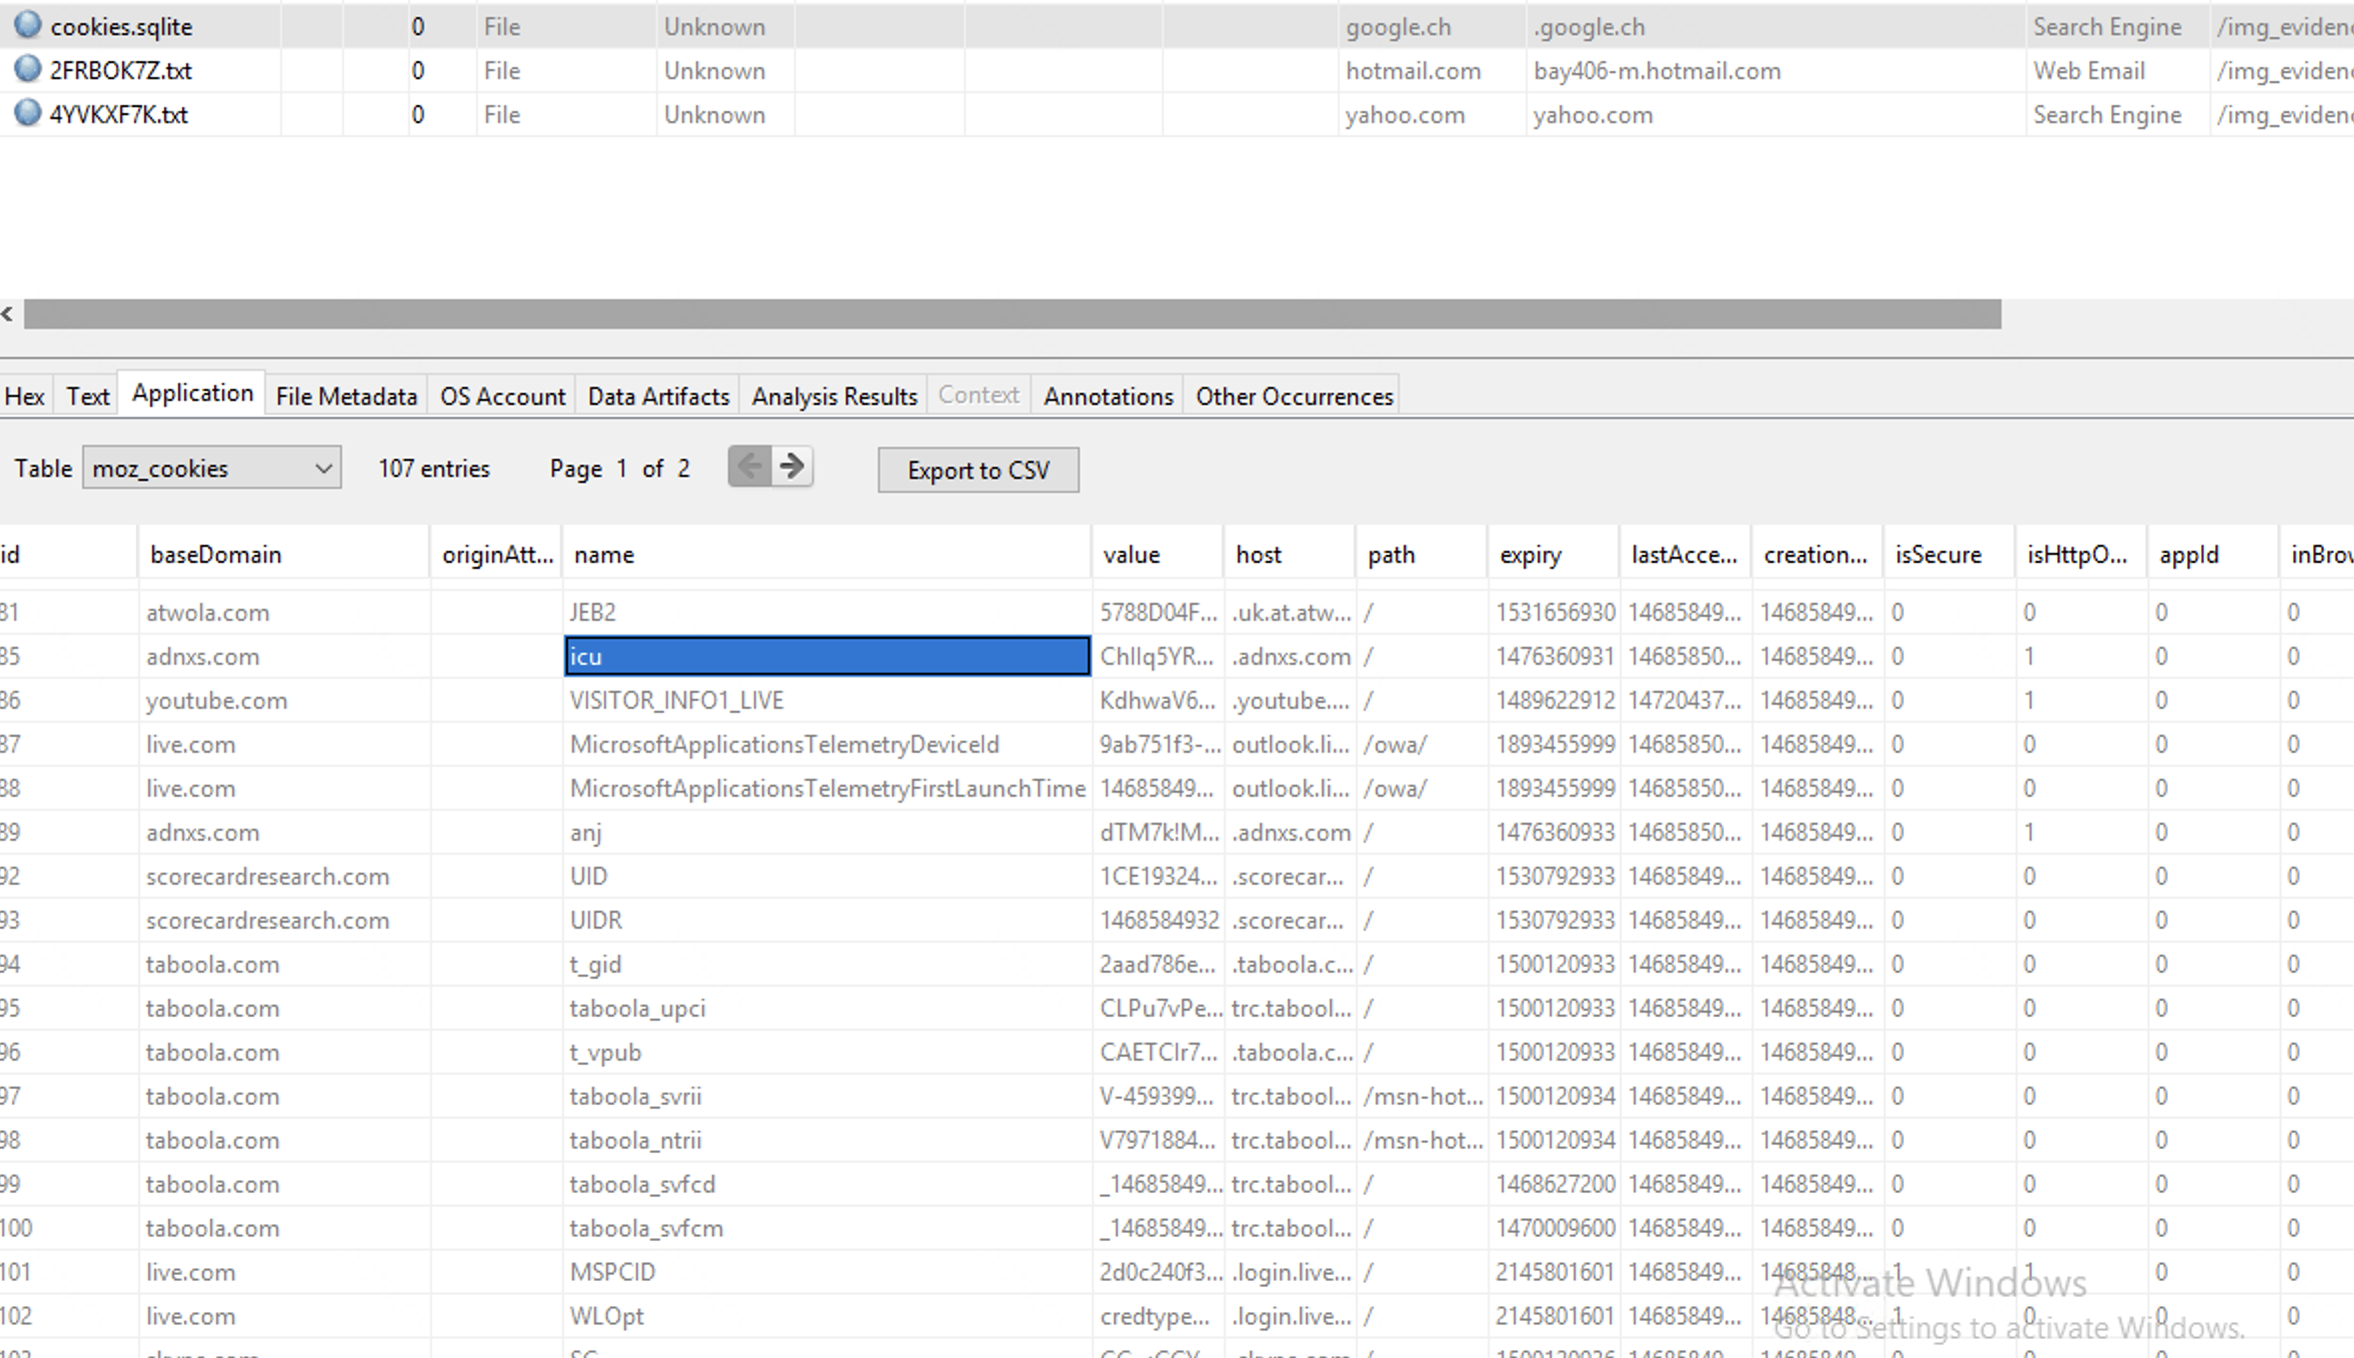 cookies.sqlite 0 File Unknown google.ch .google.ch Search Engine /img_eviden
2FRBOK7Z.txt 0 File Unknown hotmail.com bay406-m.hotmail.com Web Email /img_eviden
4YVKXF7K.txt 0 File Unknown yahoo.com yahoo.com Search Engine /img_eviden
Hex Text Application File Metadata OS Account Data Artifacts Analysis Results Context Annotations Other Occurrences
Table moz_cookies 107 entries Page 1 of 2 Export to CSV
id baseDomain originAtt... name value host path expiry lastAcce... creation... isSecure isHttpO... appId inBrow
81 atwola.com JEB2 5788D04F... .uk.at.atw... / 1531656930 14685849... 14685849... 0 0 0 0
85 adnxs.com icu ChIIq5YR... .adnxs.com / 1476360931 14685850... 14685849... 0 1 0 0
86 youtube.com VISITOR_INFO1_LIVE KdhwaV6... .youtube.... / 1489622912 14720437... 14685849... 0 1 0 0
87 live.com MicrosoftApplicationsTelemetryDeviceId 9ab751f3-... outlook.li... /owa/ 1893455999 14685850... 14685849... 0 0 0 0
88 live.com MicrosoftApplicationsTelemetryFirstLaunchTime 14685849... outlook.li... /owa/ 1893455999 14685850... 14685849... 0 0 0 0
89 adnxs.com anj dTM7k!M... .adnxs.com / 1476360933 14685850... 14685849... 0 1 0 0
92 scorecardresearch.com UID 1CE19324... .scorecar... / 1530792933 14685849... 14685849... 0 0 0 0
93 scorecardresearch.com UIDR 1468584932 .scorecar... / 1530792933 14685849... 14685849... 0 0 0 0
94 taboola.com t_gid 2aad786e... .taboola.c... / 1500120933 14685849... 14685849... 0 0 0 0
95 taboola.com taboola_upci CLPu7vPe... trc.tabool... / 1500120933 14685849... 14685849... 0 0 0 0
96 taboola.com t_vpub CAETCIr7... .taboola.c... / 1500120933 14685849... 14685849... 0 0 0 0
97 taboola.com taboola_svrii V-459399... trc.tabool... /msn-hot... 1500120934 14685849... 14685849... 0 0 0 0
98 taboola.com taboola_ntrii V7971884... trc.tabool... /msn-hot... 1500120934 14685849... 14685849... 0 0 0 0
99 taboola.com taboola_svfcd _14685849... trc.tabool... / 1468627200 14685849... 14685849... 0 0 0 0
100 taboola.com taboola_svfcm _14685849... trc.tabool... / 1470009600 14685849... 14685849... 0 0 0 0
101 live.com MSPCID 2d0c240f3... .login.live... / 2145801601 14685849... 14685848... 1 1 0 0
Activate Windows
102 live.com WLOpt credtype... .login.live... / 2145801601 14685849... 14685848... 1 0 0 0
Go to Settings to activate Windows.